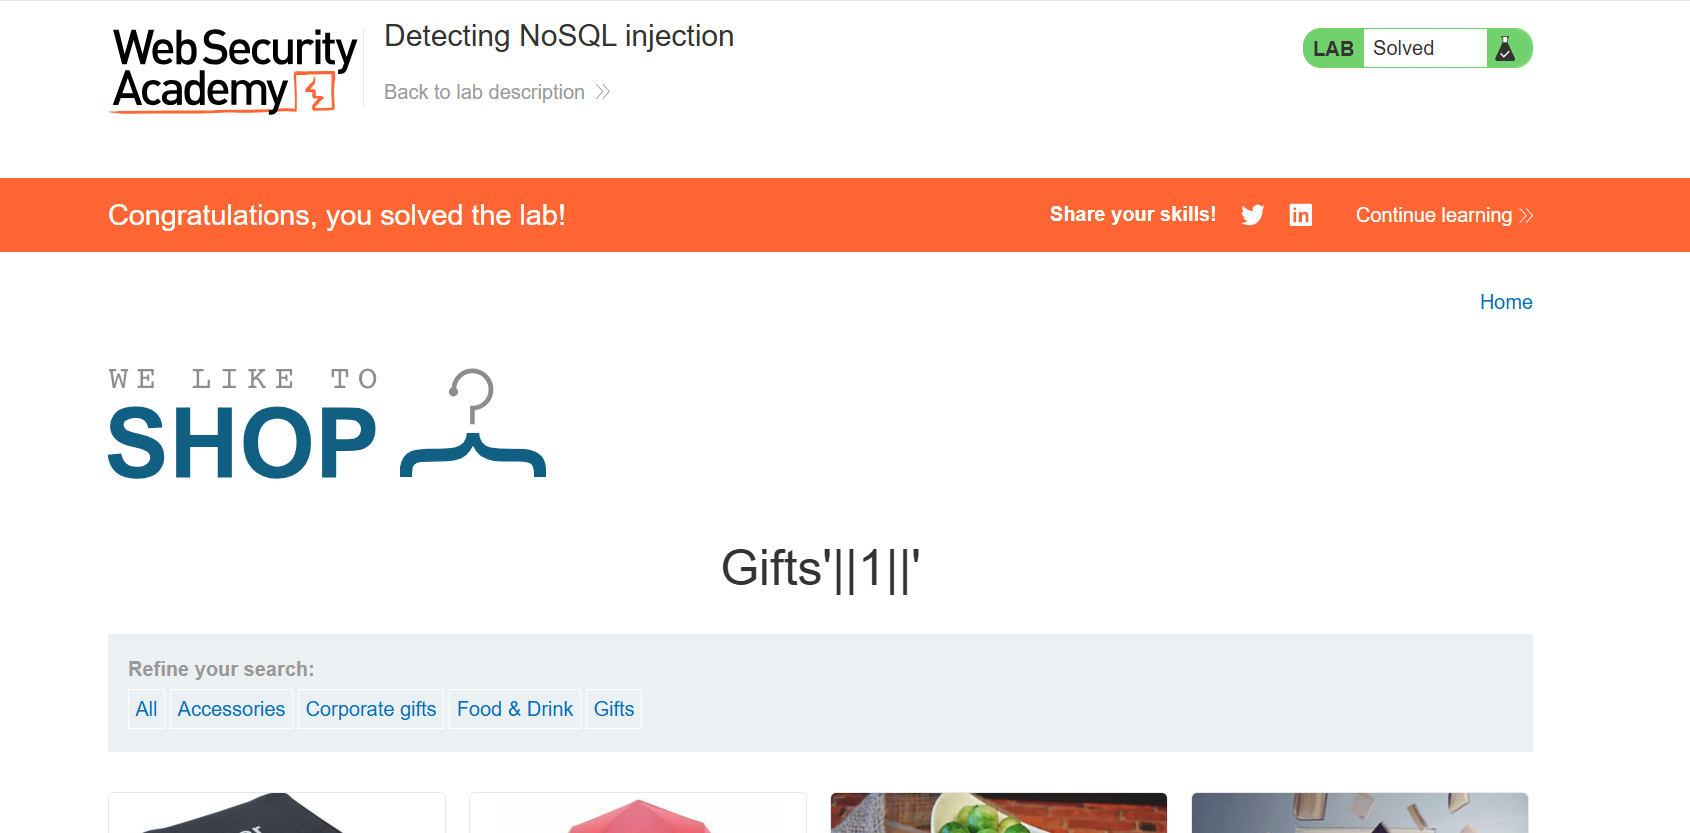 Web Security
Academy
Detecting NoSQL injection
Back to lab description
LAB Solved
Congratulations, you solved the lab!
Share your skills!
Continue learning
Home
WE LIKE TO
SHOP
Gifts'||1||'
Refine your search:
All Accessories Corporate gifts Food & Drink Gifts